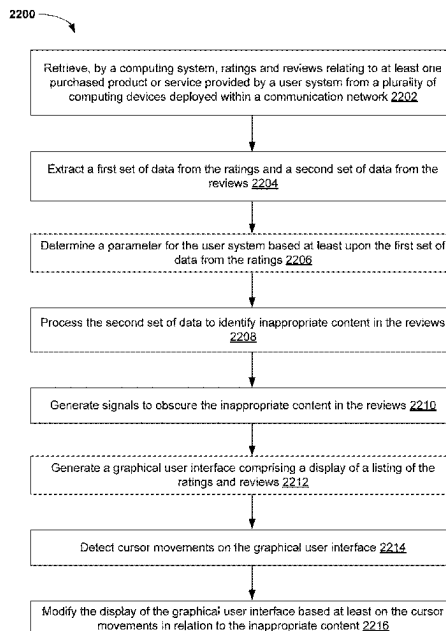 2200
Retrieve, by a computing system, ratings and reviews relating to at least one
purchased product or service provided by a user system from a plurality of
computing devices deployed within a communication network 2202
Extract a first set of data from the ratings and a second set of data from the
reviews 2204
Determine a parameter for the user system based at least upon the first set of
data from the ratings 2206
Process the second set of data to identify inappropriate content in the reviews
2208
Generate signals to obscure the inappropriate content in the reviews 2210
Generate a graphical user interface comprising a display of a listing of the
ratings and reviews 2212
Detect cursor movements on the graphical user interface 2214
Modify the display of the graphical user interface based at least on the cursor
movements in relation to the inappropriate content 2216